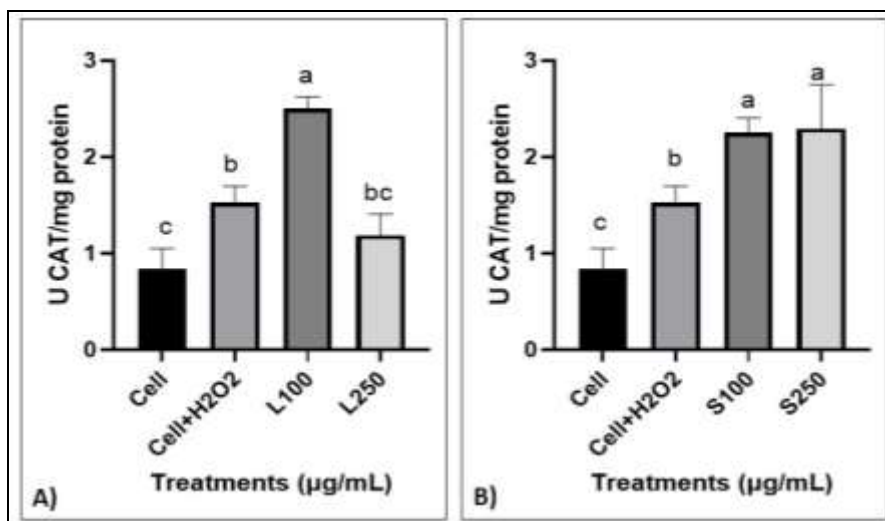 3
2
1
0
U CAT/mg protein
c
b
a
bc
Cell
Cell+H2O2
L100
L250
Treatments (µg/mL)
A)
3
2
1
0
U CAT/mg protein
c
b
a
a
Cell
Cell+H2O2
S100
S250
Treatments (µg/mL)
B)